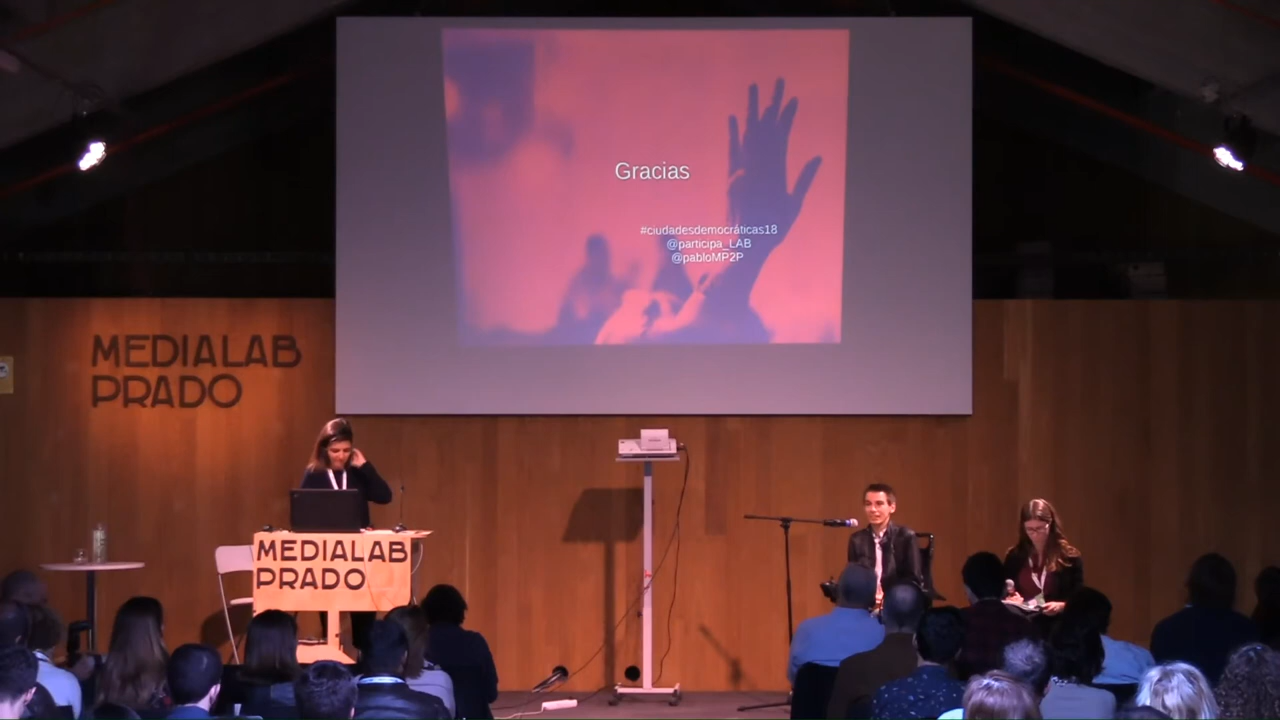 Gracias
#ciudadesdemocráticas18
@participa_LAB
@pabloMP2P
MEDIALAB
PRADO
MEDIALAB
PRADO